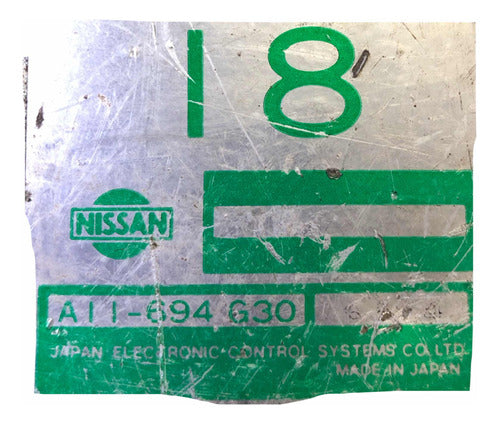 18
NISSAN
A11-694 G30
JAPAN ELECTRONIC CONTROL SYSTEMS CO.LTD.
MADE IN JAPAN